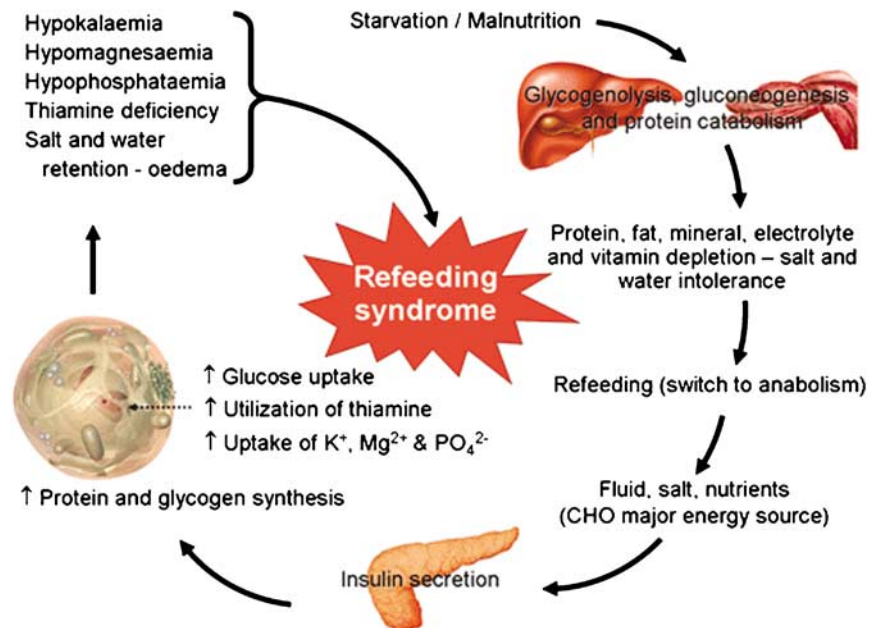 Hypokalaemia
Hypomagnesaemia
Hypophosphataemia
Thiamine deficiency
Salt and water
retention - oedema
Starvation / Malnutrition
Glycogenolysis, gluconeogenesis
and protein catabolism
Protein, fat, mineral, electrolyte
and vitamin depletion – salt and
water intolerance
Refeeding (switch to anabolism)
Fluid, salt, nutrients
(CHO major energy source)
Insulin secretion
↑ Protein and glycogen synthesis
↑ Glucose uptake
↑ Utilization of thiamine
↑ Uptake of K⁺, Mg²⁺ & PO₄²⁻
Refeeding
syndrome